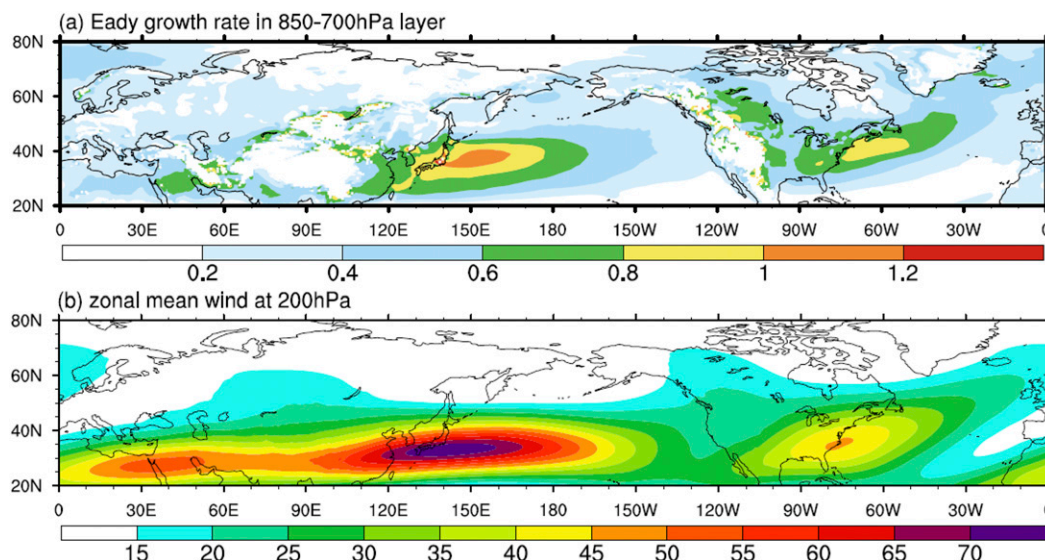 (a) Eady growth rate in 850-700hPa layer
80N
60N
40N
20N
0 30E 60E 90E 120E 150E 180 150W 120W 90W 60W 30W 0
0.2 0.4 0.6 0.8 1 1.2
(b) zonal mean wind at 200hPa
80N
60N
40N
20N
0 30E 60E 90E 120E 150E 180 150W 120W 90W 60W 30W 0
15 20 25 30 35 40 45 50 55 60 65 70